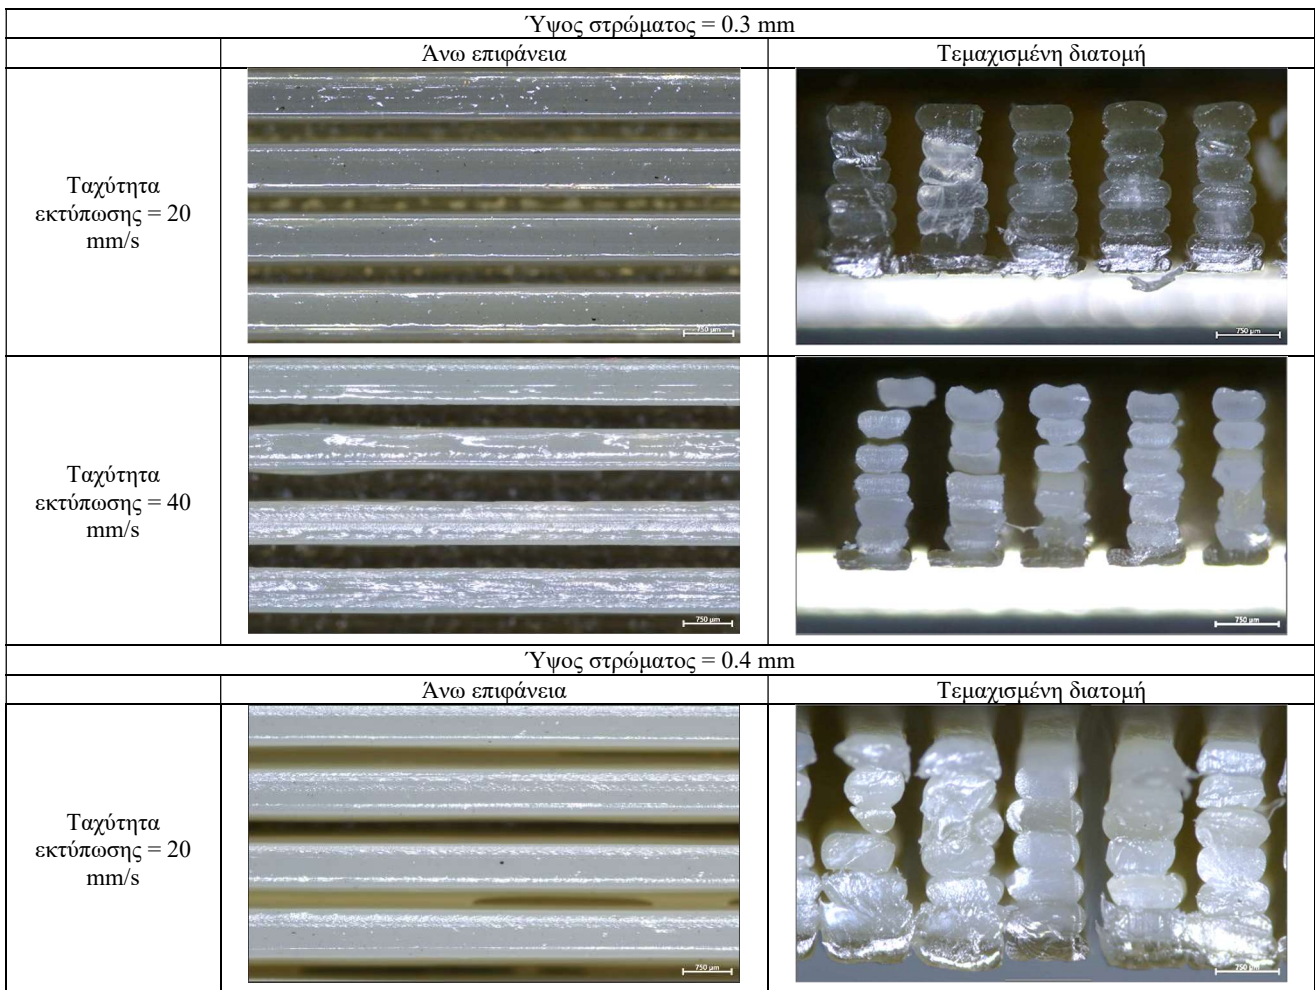 Ύψος στρώματος = 0.3 mm
Άνω επιφάνεια
Τεμαχισμένη διατομή
Ταχύτητα
εκτύπωσης = 20
mm/s
750 μm
750 μm
Ταχύτητα
εκτύπωσης = 40
mm/s
750 μm
750 μm
Ύψος στρώματος = 0.4 mm
Άνω επιφάνεια
Τεμαχισμένη διατομή
Ταχύτητα
εκτύπωσης = 20
mm/s
750 μm
750 μm